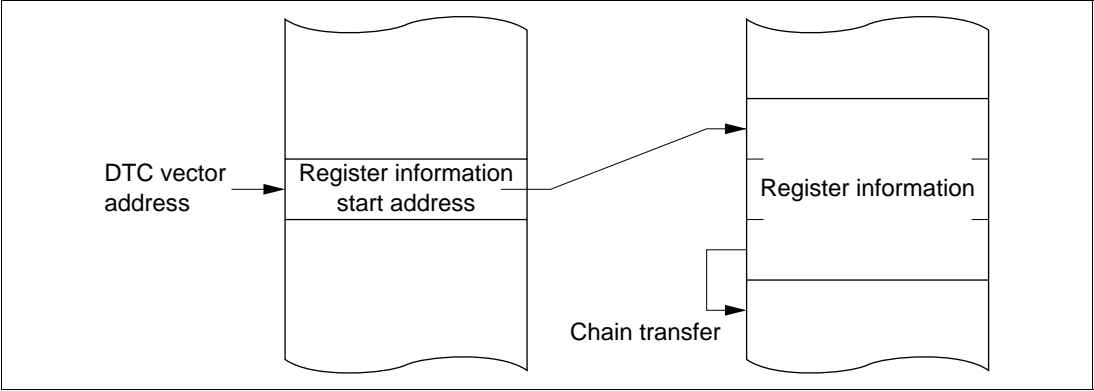 DTC vector
address
Register information
start address
Register information
Chain transfer